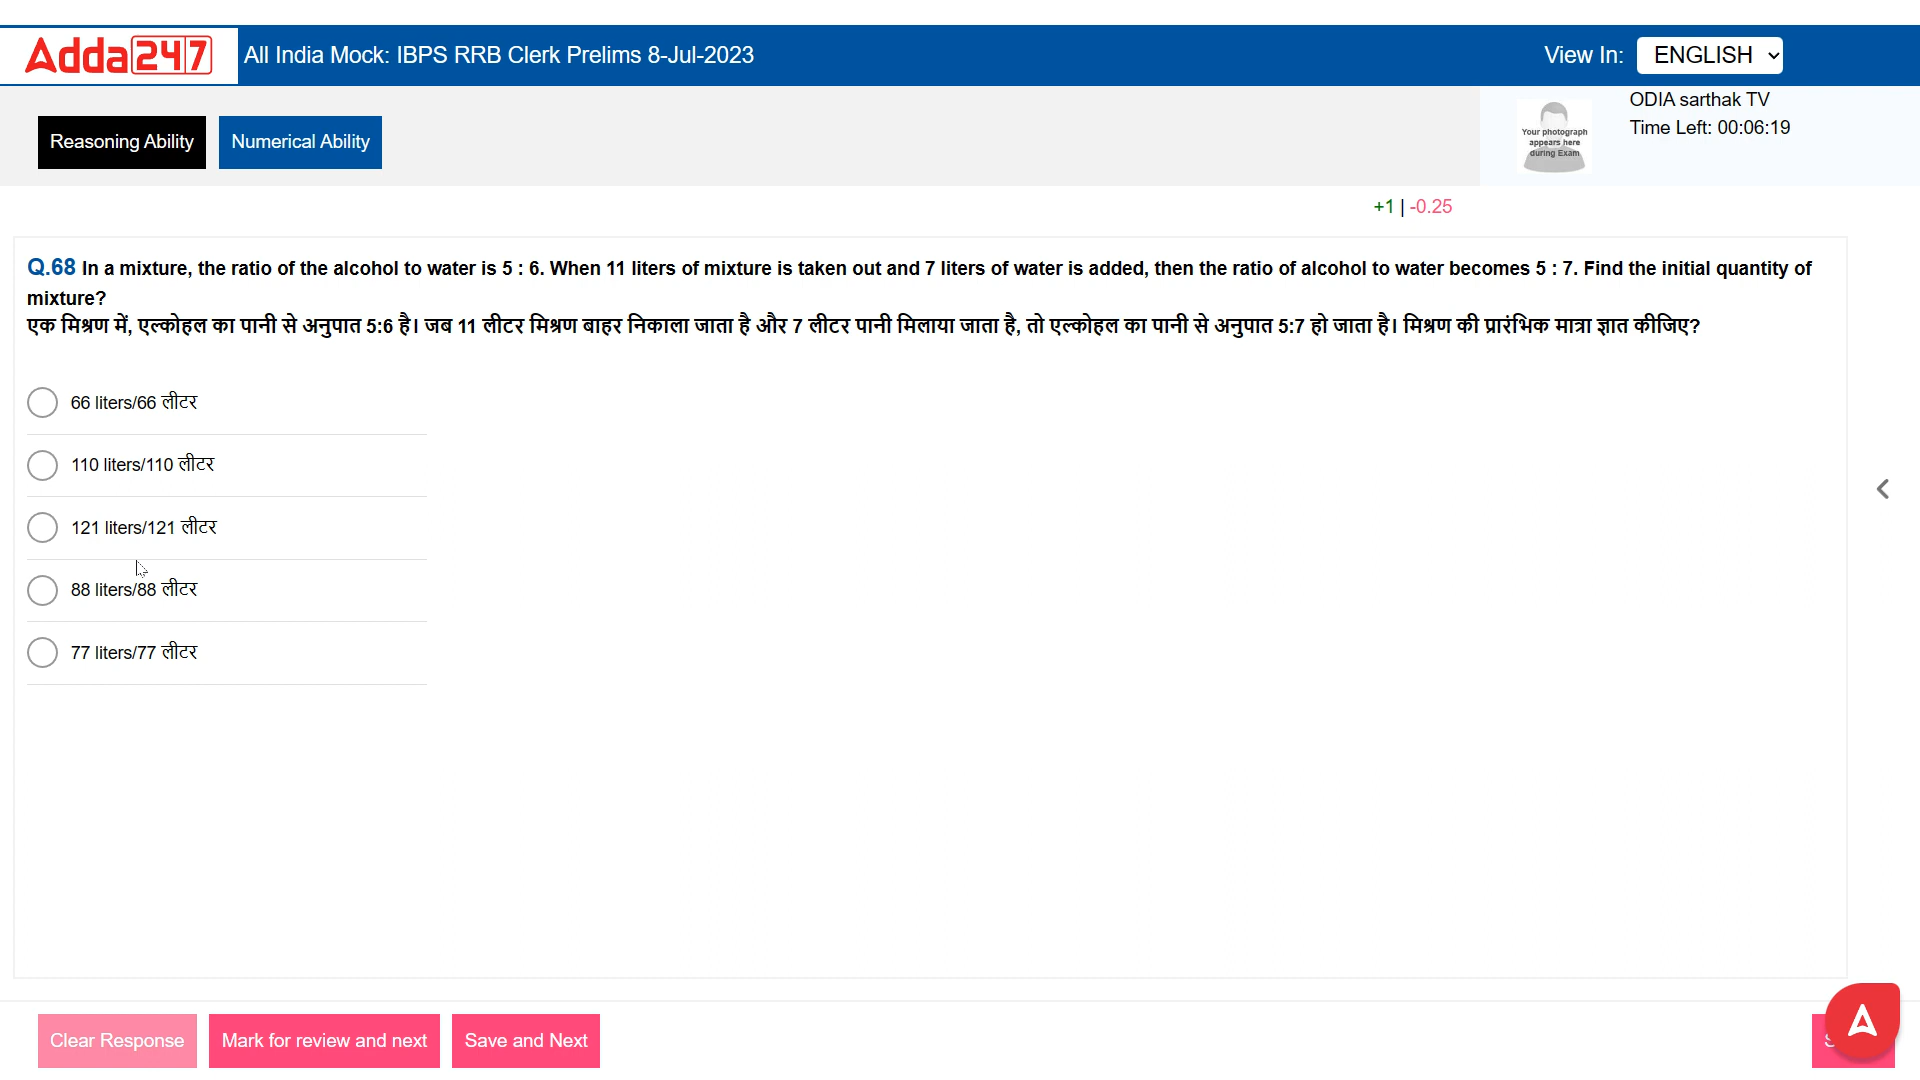 Adda247 All India Mock: IBPS RRB Clerk Prelims 8-Jul-2023 View In: ENGLISH
ODIA sarthak TV
Time Left: 00:06:19
Your photograph
appears here
during Exam
Reasoning Ability Numerical Ability
+1 | -0.25
Q.68 In a mixture, the ratio of the alcohol to water is 5 : 6. When 11 liters of mixture is taken out and 7 liters of water is added, then the ratio of alcohol to water becomes 5 : 7. Find the initial quantity of
mixture?
एक मिश्रण में, एल्कोहल का पानी से अनुपात 5:6 है। जब 11 लीटर मिश्रण बाहर निकाला जाता है और 7 लीटर पानी मिलाया जाता है, तो एल्कोहल का पानी से अनुपात 5:7 हो जाता है। मिश्रण की प्रारंभिक मात्रा ज्ञात कीजिए?
66 liters/66 लीटर
110 liters/110 लीटर
121 liters/121 लीटर
88 liters/88 लीटर
77 liters/77 लीटर
Clear Response Mark for review and next Save and Next